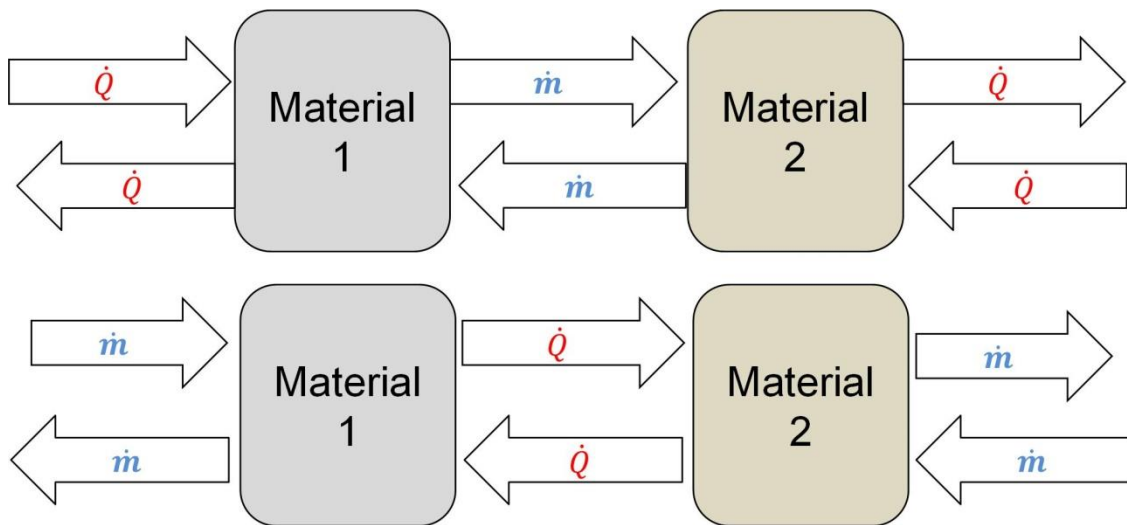 Q̇ Material 1 ṁ Material 2 Q̇
Q̇ ṁ Q̇
ṁ Material 1 Q̇ Material 2 ṁ
ṁ Q̇ ṁ